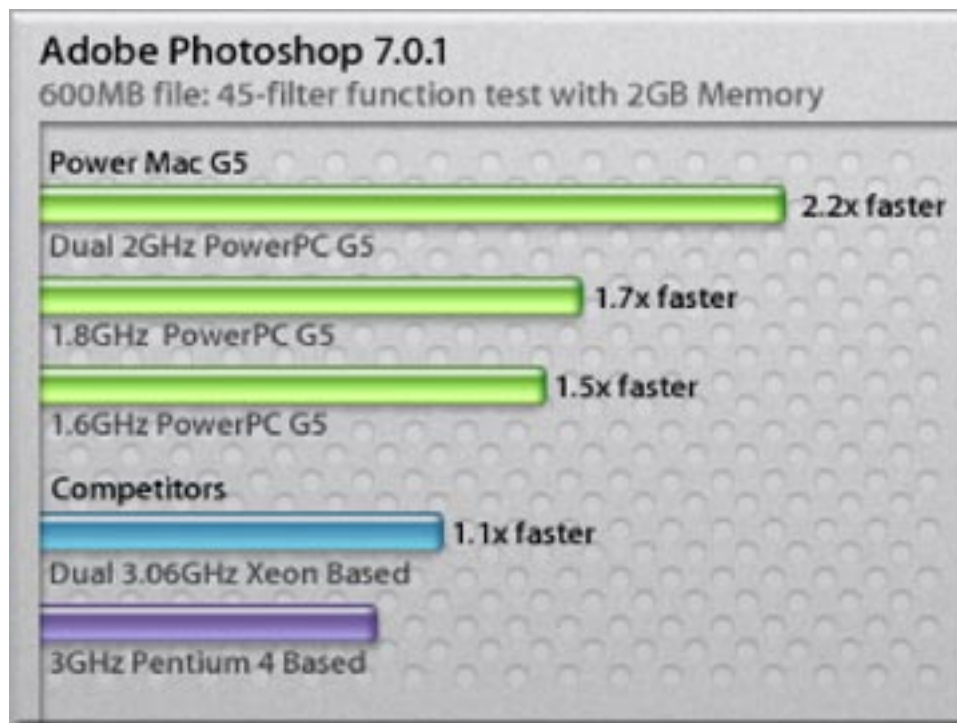 Adobe Photoshop 7.0.1
600MB file: 45-filter function test with 2GB Memory
Power Mac G5
2.2x faster
Dual 2GHz PowerPC G5
1.7x faster
1.8GHz PowerPC G5
1.5x faster
1.6GHz PowerPC G5
Competitors
1.1x faster
Dual 3.06GHz Xeon Based
3GHz Pentium 4 Based